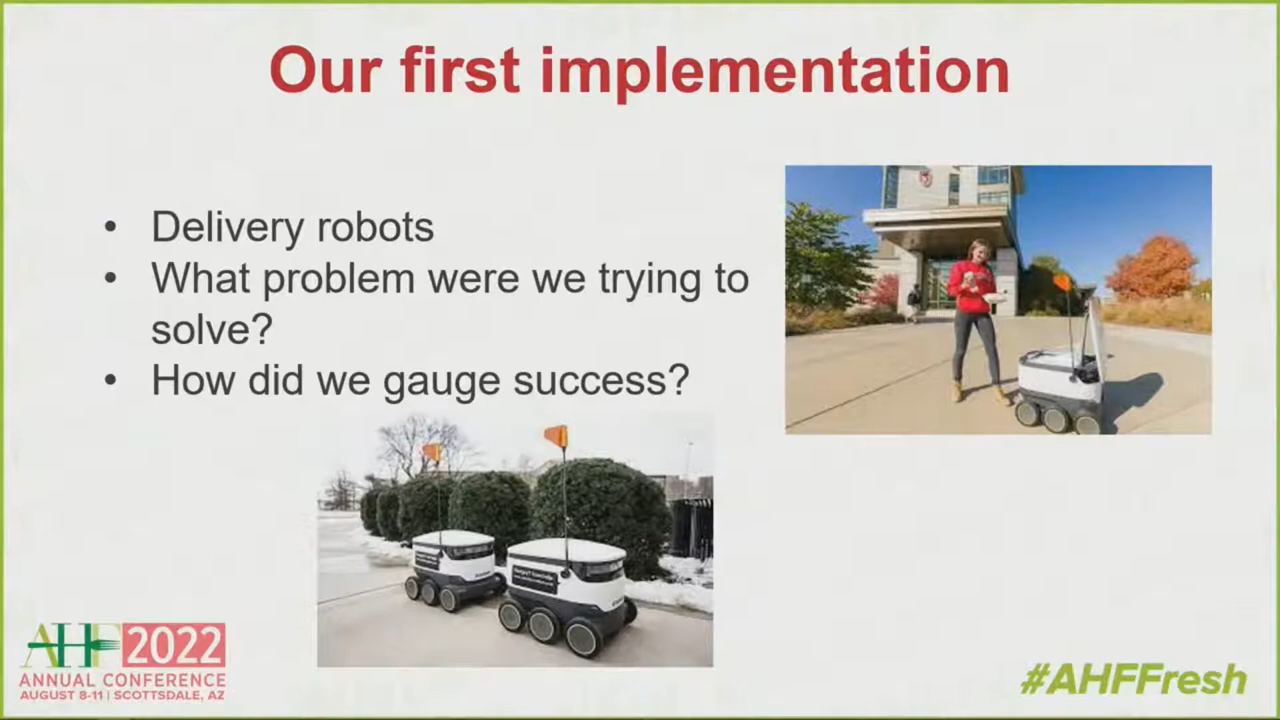 Our first implementation
• Delivery robots
• What problem were we trying to
solve?
• How did we gauge success?
AHF 2022
ANNUAL CONFERENCE
AUGUST 8-11 | SCOTTSDALE, AZ
#AHFFresh